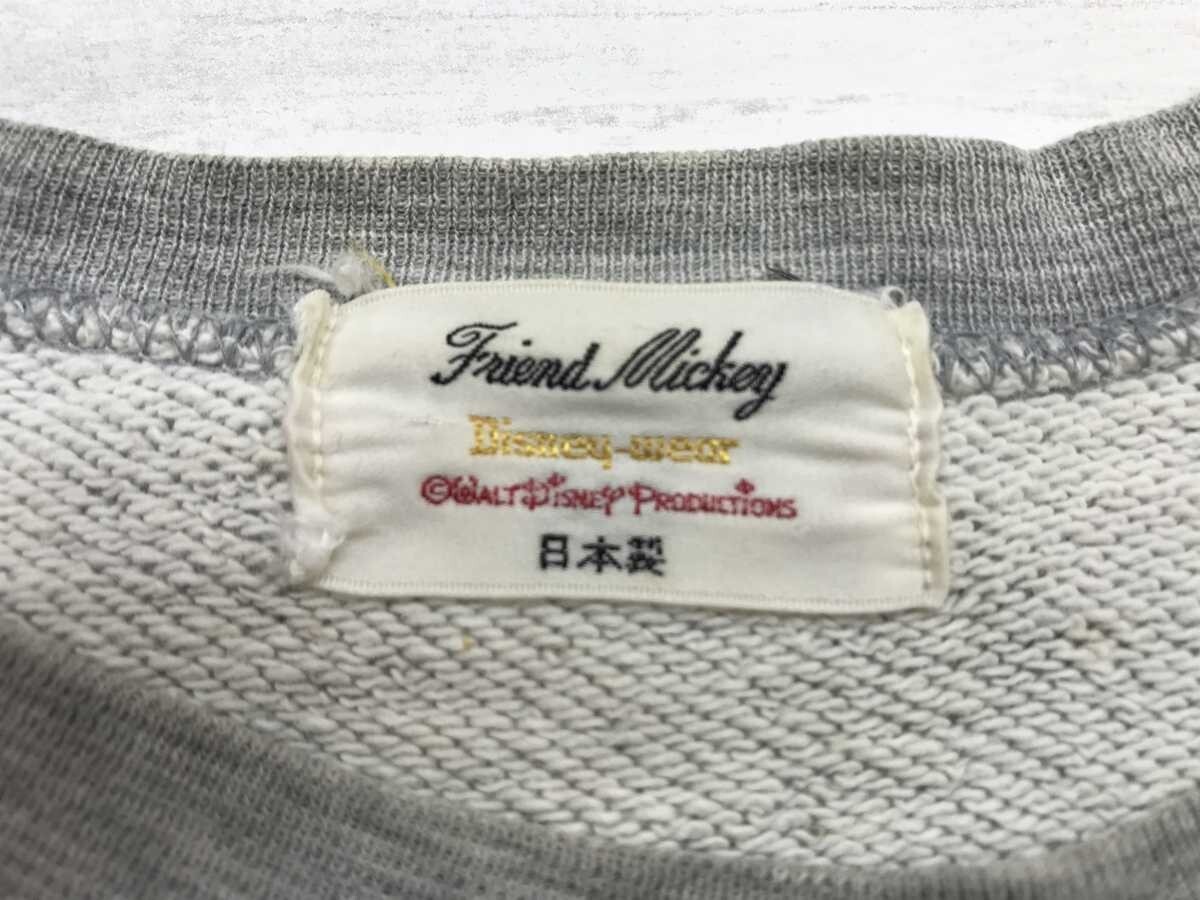 Friend Mickey
Disney-wear
©WALT DISNEY PRODUCTIONS
日本製